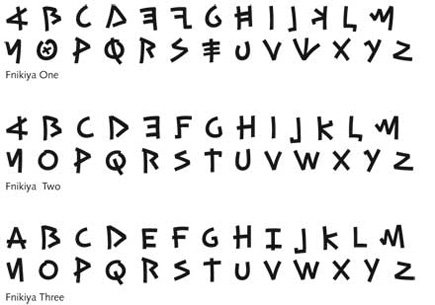 A B C D E F G H I J K L M
N O P Q R S T U V W X Y Z
Fnikiya One
A B C D E F G H I J K L M
N O P Q R S T U V W X Y Z
Fnikiya Two
A B C D E F G H I J K L M
N O P Q R S T U V W X Y Z
Fnikiya Three